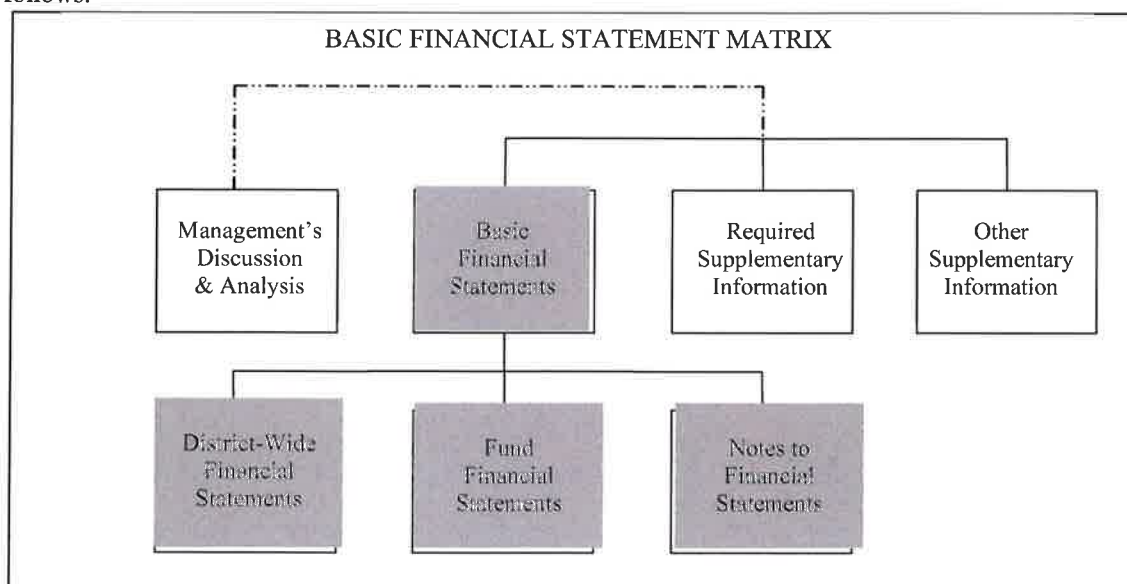 follows:
BASIC FINANCIAL STATEMENT MATRIX
Management's
Discussion
& Analysis
Basic
Financial
Statements
Required
Supplementary
Information
Other
Supplementary
Information
District-Wide
Financial
Statements
Fund
Financial
Statements
Notes to
Financial
Statements